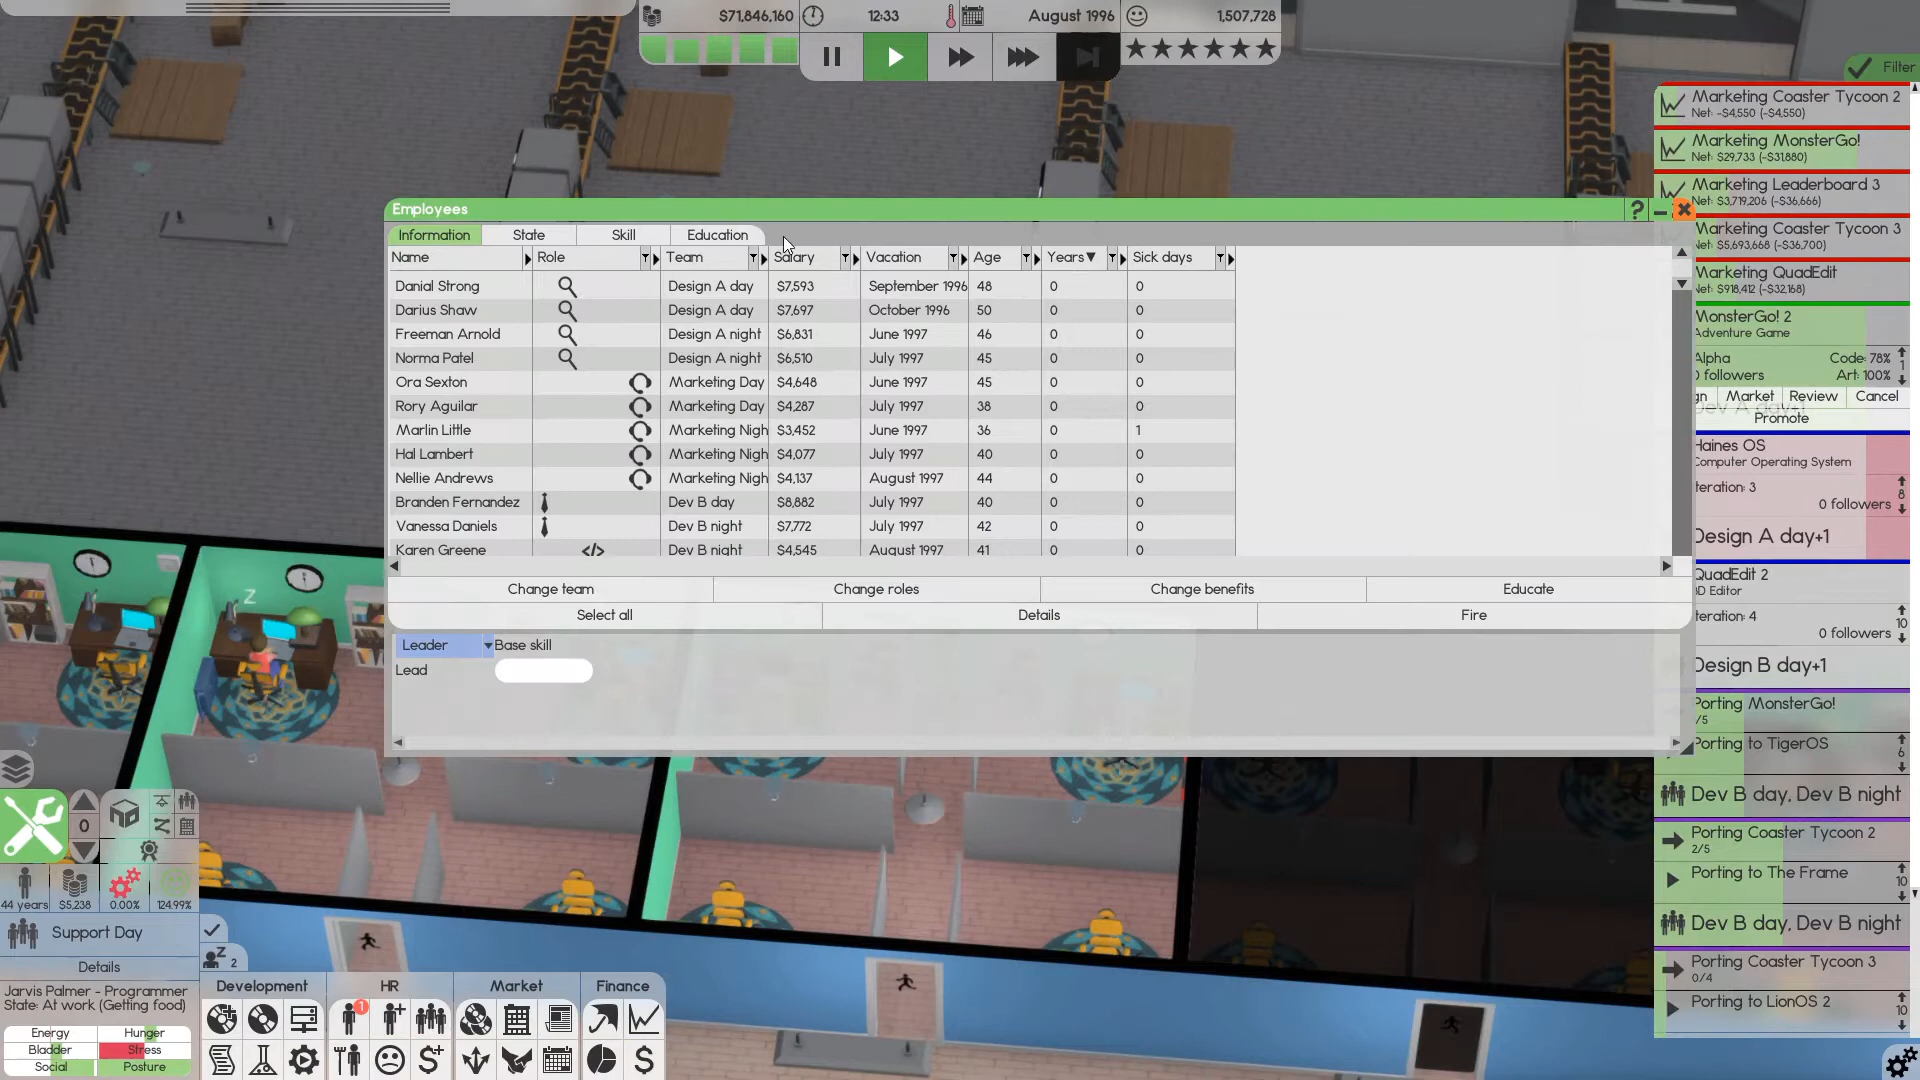 $71,846,160
12:33
August 1996
1,507,728
Filter
Marketing Coaster Tycoon 2
Net: -$4,550 (-$4,550)
Marketing MonsterGo!
Net: $29,733 (-$31,880)
Marketing Leaderboard 3
Net: $3,719,206 (-$36,666)
Marketing Coaster Tycoon 3
Net: $5,693,668 (-$36,700)
Marketing QuadEdit
Net: $918,412 (-$32,168)
MonsterGo! 2
Adventure Game
Alpha Code: 78%
0 followers Art: 100%
1
Market Review Cancel
Promote
Haines OS
Computer Operating System
Iteration: 3
8
0 followers
Design A day+1
QuadEdit 2
3D Editor
Iteration: 4
10
0 followers
Design B day+1
Porting MonsterGo!
/5
Porting to TigerOS
6
Dev B day, Dev B night
Porting Coaster Tycoon 2
2/5
Porting to The Frame
10
Dev B day, Dev B night
Porting Coaster Tycoon 3
0/4
Porting to LionOS 2
10
Employees
?
Information State Skill Education
Name Role Team Salary Vacation Age Years Sick days
Danial Strong Design A day $7,593 September 1996 48 0 0
Darius Shaw Design A day $7,697 October 1996 50 0 0
Freeman Arnold Design A night $6,831 June 1997 46 0 0
Norma Patel Design A night $6,510 July 1997 45 0 0
Ora Sexton Marketing Day $4,648 June 1997 45 0 0
Rory Aguilar Marketing Day $4,287 July 1997 38 0 0
Marlin Little Marketing Nigh $3,452 June 1997 36 0 1
Hal Lambert Marketing Nigh $4,077 July 1997 40 0 0
Nellie Andrews Marketing Nigh $4,137 August 1997 44 0 0
Branden Fernandez Dev B day $8,882 July 1997 40 0 0
Vanessa Daniels Dev B night $7,772 July 1997 42 0 0
Karen Greene </> Dev B night $4,545 August 1997 41 0 0
Change team Change roles Change benefits Educate
Select all Details Fire
Leader Base skill
Lead
Z
0
44 years $5,238 0.00% 124.99%
Support Day
Details
2
Jarvis Palmer - Programmer
State: At work (Getting food)
Energy Hunger
Bladder Stress
Social Posture
Development HR Market Finance
1